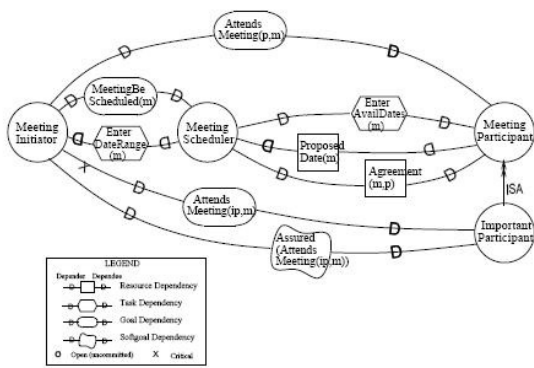 Attends
Meeting(p,m)
D
D
MeetingBe
Scheduled(m)
D
D
Enter
AvailDates
(m)
D
D
Meeting
Initiator
Enter
DateRange
(m)
D
D
Meeting
Scheduler
Proposed
Date(m)
D
D
Meeting
Participant
X
Agreement
(m,p)
D
D
ISA
Attends
Meeting(ip,m)
D
D
Important
Participant
Assured
(Attends
Meeting(ip,m))
D
D
LEGEND
Depender Dependee
D D Resource Dependency
D D Task Dependency
D D Goal Dependency
D D Softgoal Dependency
O Open (uncommitted) X Critical